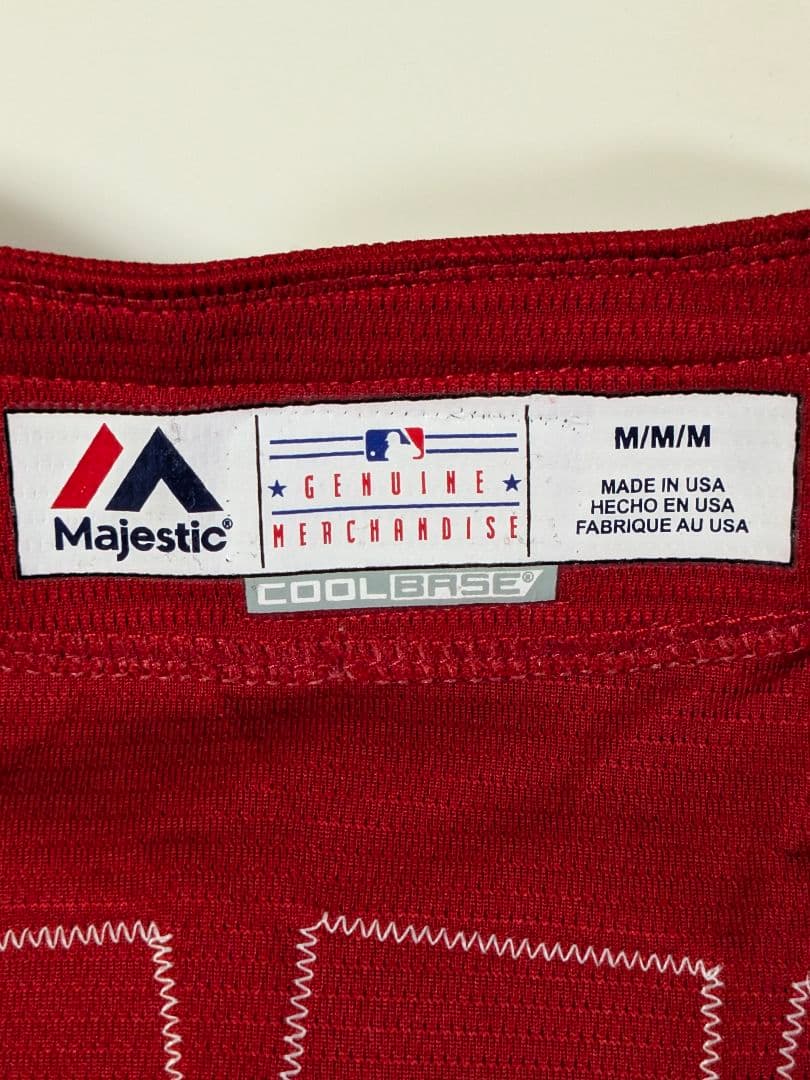 Majestic®
GENUINE
MERCHANDISE
M/M/M
MADE IN USA
HECHO EN USA
FABRIQUE AU USA
COOLBASE®